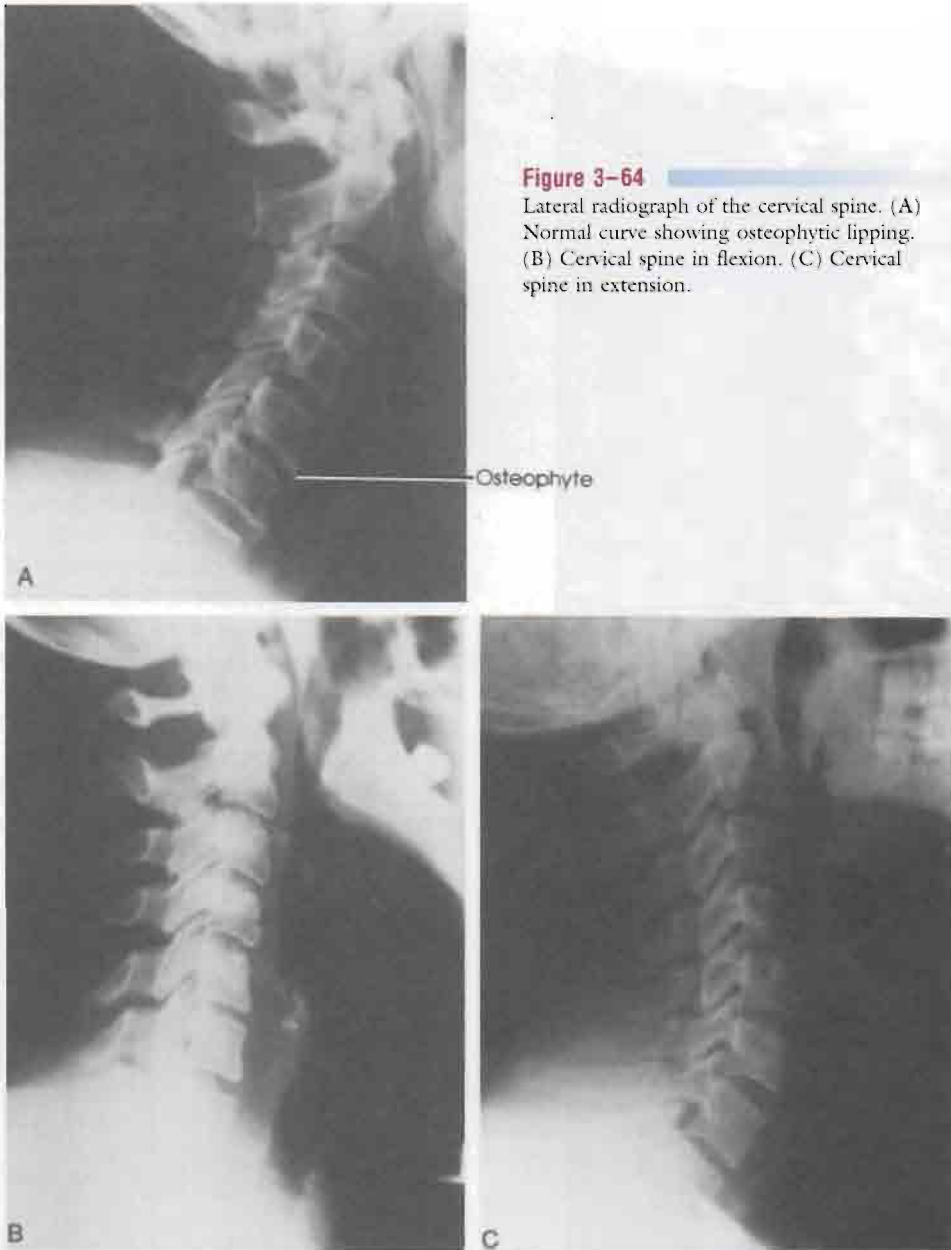 Figure 3–64
Lateral radiograph of the cervical spine. (A)
Normal curve showing osteophytic lipping.
(B) Cervical spine in flexion. (C) Cervical
spine in extension.
Osteophyte
A
B
C